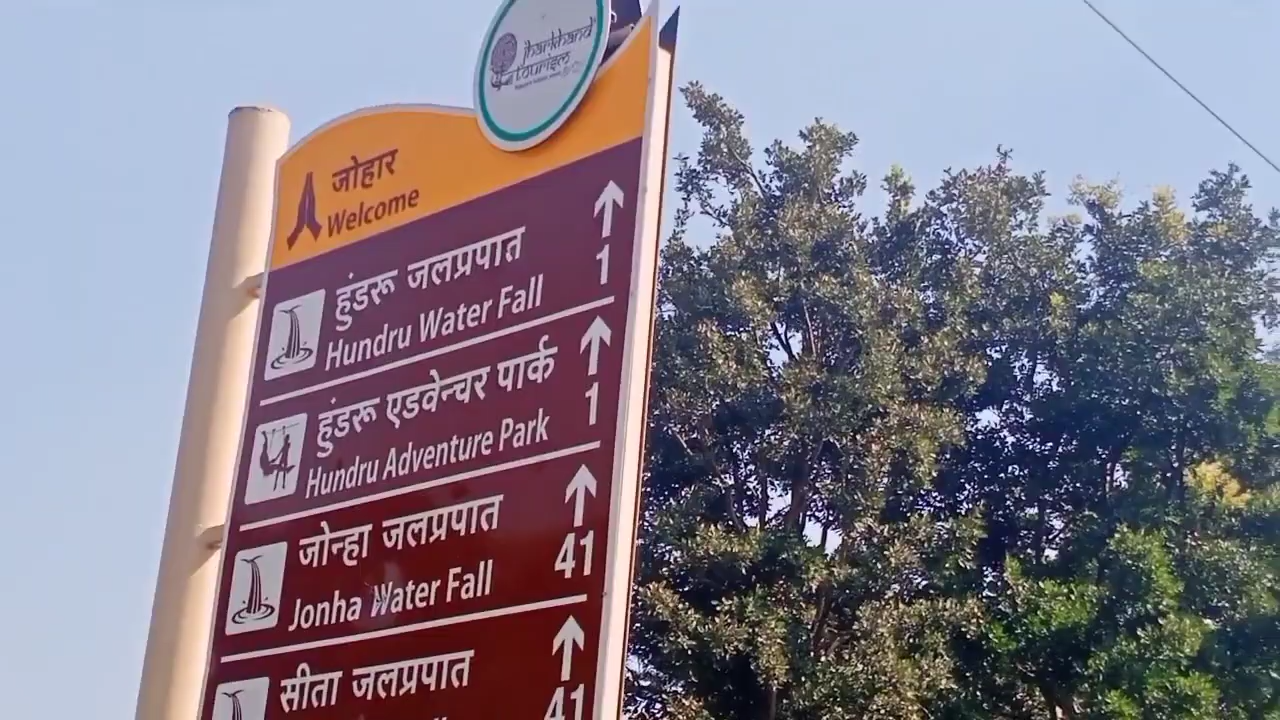 jharkhand
tourism
जोहार
Welcome
हुंडरू जलप्रपात
Hundru Water Fall
1
हुंडरू एडवेन्चर पार्क
Hundru Adventure Park
1
जोन्हा जलप्रपात
Jonha Water Fall
41
सीता जलप्रपात
41